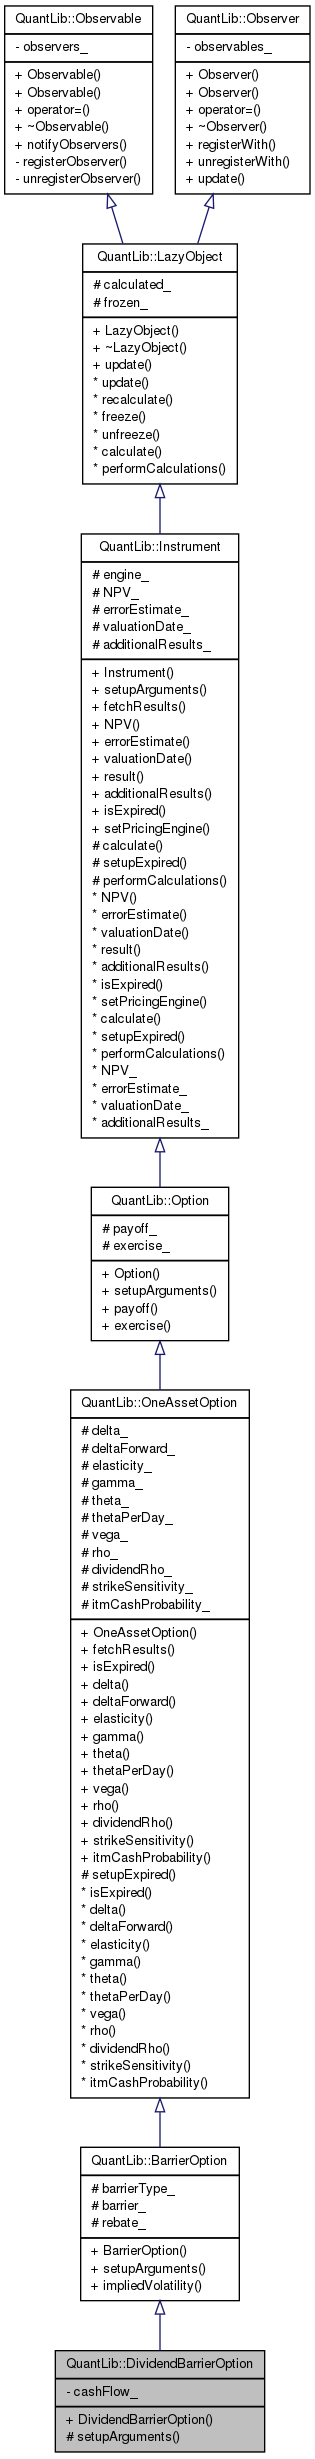 QuantLib::Observable
- observers_
+ Observable()
+ Observable()
+ operator=()
+ ~Observable()
+ notifyObservers()
- registerObserver()
- unregisterObserver()
QuantLib::Observer
- observables_
+ Observer()
+ Observer()
+ operator=()
+ ~Observer()
+ registerWith()
+ unregisterWith()
+ update()
QuantLib::LazyObject
# calculated_
# frozen_
+ LazyObject()
+ ~LazyObject()
+ update()
* update()
* recalculate()
* freeze()
* unfreeze()
* calculate()
* performCalculations()
QuantLib::Instrument
# engine_
# NPV_
# errorEstimate_
# valuationDate_
# additionalResults_
+ Instrument()
+ setupArguments()
+ fetchResults()
+ NPV()
+ errorEstimate()
+ valuationDate()
+ result()
+ additionalResults()
+ isExpired()
+ setPricingEngine()
# calculate()
# setupExpired()
# performCalculations()
* NPV()
* errorEstimate()
* valuationDate()
* result()
* additionalResults()
* isExpired()
* setPricingEngine()
* calculate()
* setupExpired()
* performCalculations()
* NPV_
* errorEstimate_
* valuationDate_
* additionalResults_
QuantLib::Option
# payoff_
# exercise_
+ Option()
+ setupArguments()
+ payoff()
+ exercise()
QuantLib::OneAssetOption
# delta_
# deltaForward_
# elasticity_
# gamma_
# theta_
# thetaPerDay_
# vega_
# rho_
# dividendRho_
# strikeSensitivity_
# itmCashProbability_
+ OneAssetOption()
+ fetchResults()
+ isExpired()
+ delta()
+ deltaForward()
+ elasticity()
+ gamma()
+ theta()
+ thetaPerDay()
+ vega()
+ rho()
+ dividendRho()
+ strikeSensitivity()
+ itmCashProbability()
# setupExpired()
* isExpired()
* delta()
* deltaForward()
* elasticity()
* gamma()
* theta()
* thetaPerDay()
* vega()
* rho()
* dividendRho()
* strikeSensitivity()
* itmCashProbability()
QuantLib::BarrierOption
# barrierType_
# barrier_
# rebate_
+ BarrierOption()
+ setupArguments()
+ impliedVolatility()
QuantLib::DividendBarrierOption
- cashFlow_
+ DividendBarrierOption()
# setupArguments()